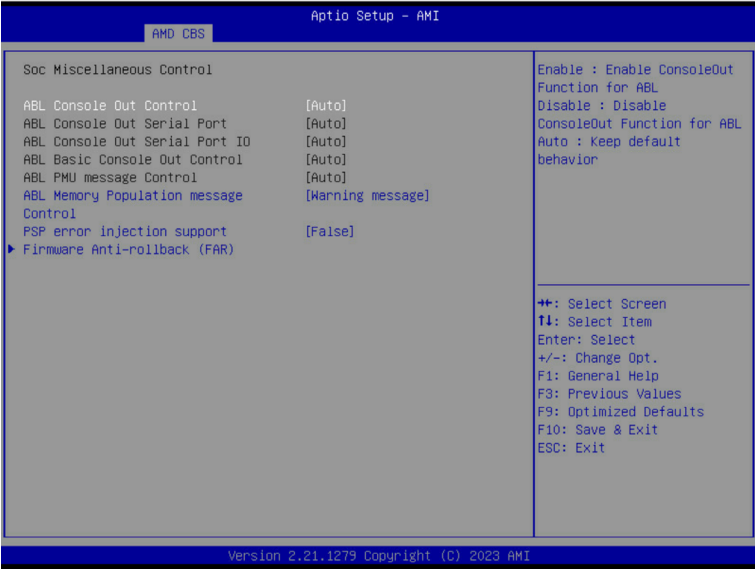 Aptio Setup - AMI
AMD CBS
Soc Miscellaneous Control
ABL Console Out Control [Auto]
ABL Console Out Serial Port [Auto]
ABL Console Out Serial Port IO [Auto]
ABL Basic Console Out Control [Auto]
ABL PMU message Control [Auto]
ABL Memory Population message [Warning message]
Control
PSP error injection support [False]
Firmware Anti-rollback (FAR)
Enable : Enable ConsoleOut
Function for ABL
Disable : Disable
ConsoleOut Function for ABL
Auto : Keep default
behavior
→←: Select Screen
↑↓: Select Item
Enter: Select
+/-: Change Opt.
F1: General Help
F3: Previous Values
F9: Optimized Defaults
F10: Save & Exit
ESC: Exit
Version 2.21.1279 Copyright (C) 2023 AMI